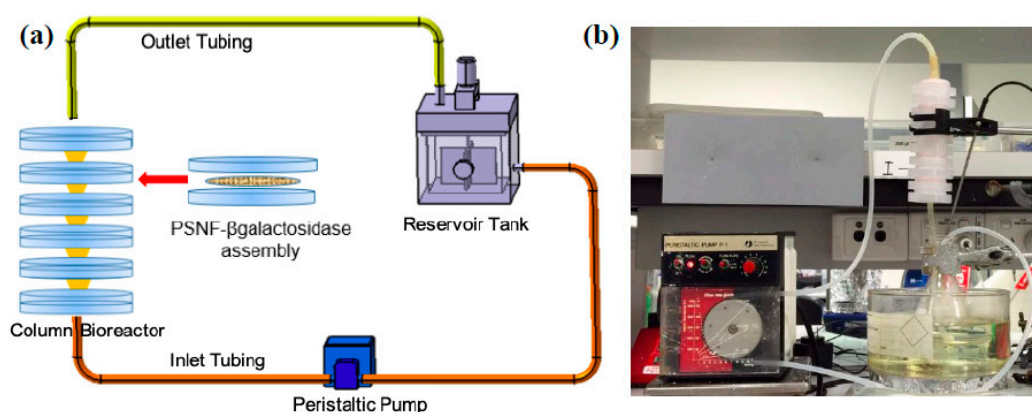 (a)
Outlet Tubing
PSNF-βgalactosidase
assembly
Reservoir Tank
Column Bioreactor
Inlet Tubing
Peristaltic Pump
(b)
PERISTALTIC PUMP P-1